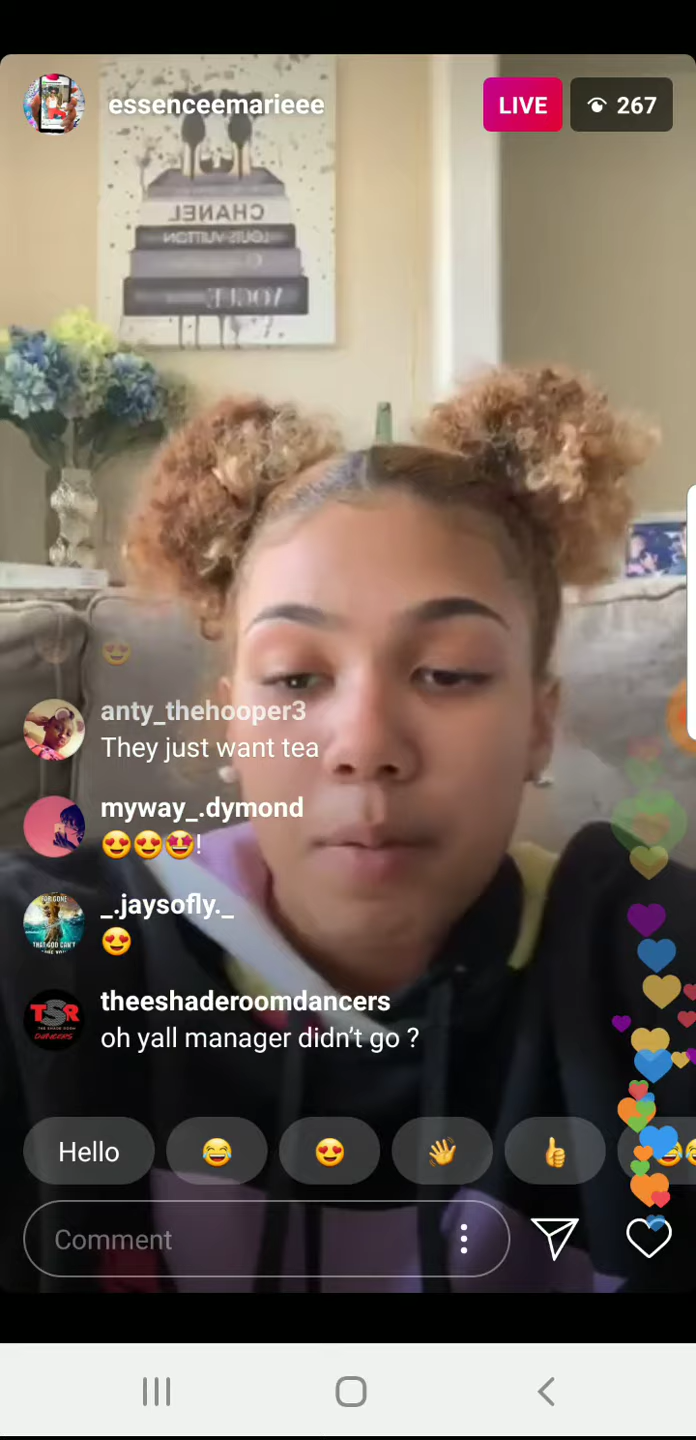 essenceemarieee
LIVE
267
CHANEL
LOUIS VUITTON
VOGUE
anty_thehooper3
They just want tea
myway_.dymond
😍😍🤩!
_.jaysofly._
😍
theeshaderoomdancers
oh yall manager didn’t go ?
TSR
Hello
Comment